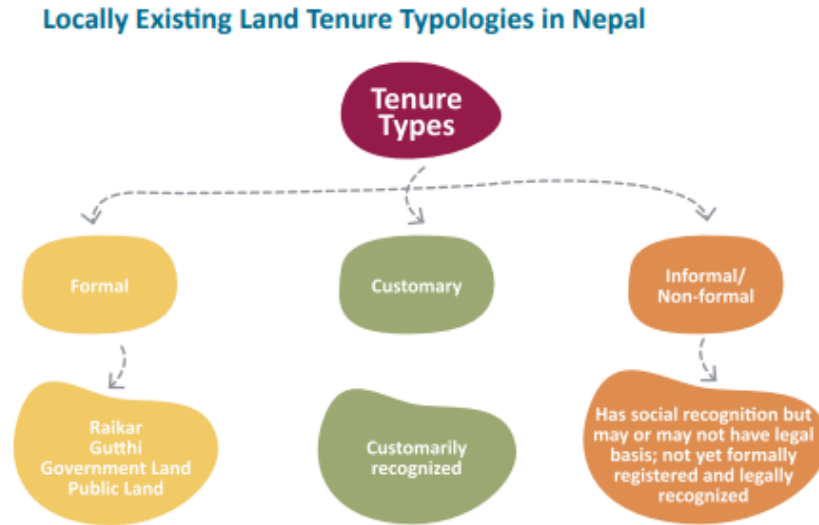 Locally Existing Land Tenure Typologies in Nepal
Tenure
Types
Formal
Customary
Informal/
Non-formal
Raikar
Gutthi
Government Land
Public Land
Customarily
recognized
Has social recognition but
may or may not have legal
basis; not yet formally
registered and legally
recognized